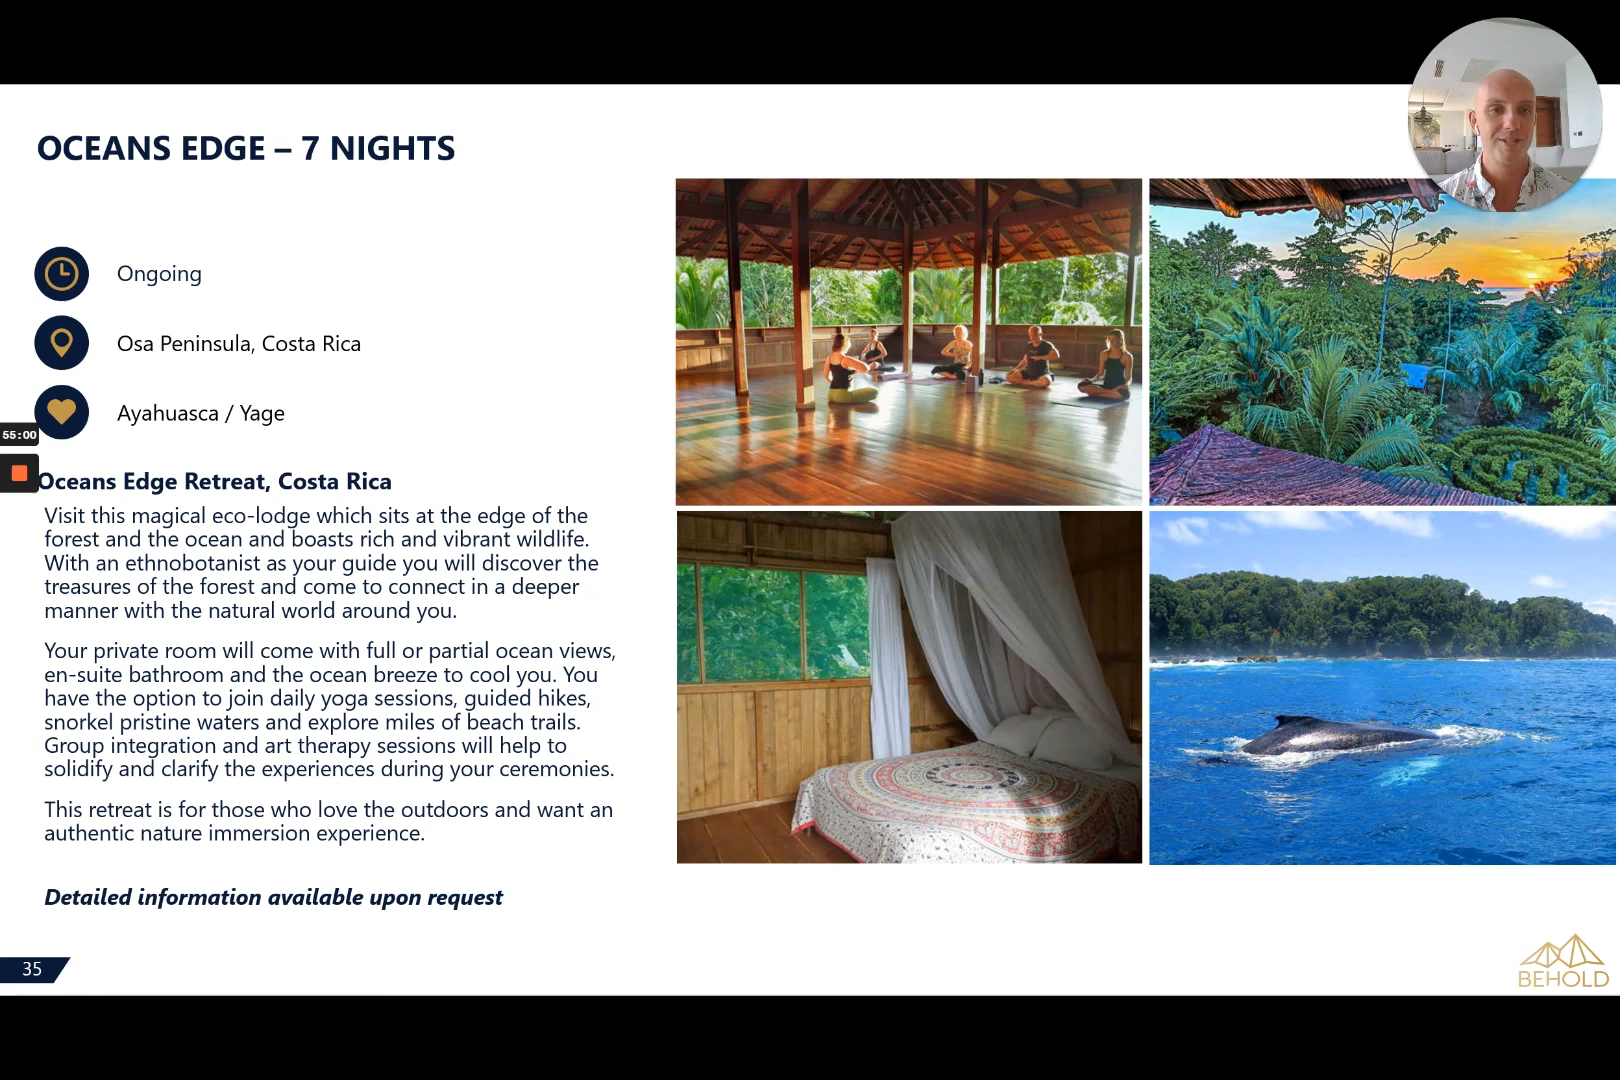 OCEANS EDGE – 7 NIGHTS
Ongoing
Osa Peninsula, Costa Rica
Ayahuasca / Yage
55:00
Oceans Edge Retreat, Costa Rica
Visit this magical eco-lodge which sits at the edge of the
forest and the ocean and boasts rich and vibrant wildlife.
With an ethnobotanist as your guide you will discover the
treasures of the forest and come to connect in a deeper
manner with the natural world around you.
Your private room will come with full or partial ocean views,
en-suite bathroom and the ocean breeze to cool you. You
have the option to join daily yoga sessions, guided hikes,
snorkel pristine waters and explore miles of beach trails.
Group integration and art therapy sessions will help to
solidify and clarify the experiences during your ceremonies.
This retreat is for those who love the outdoors and want an
authentic nature immersion experience.
Detailed information available upon request
35
BEHOLD